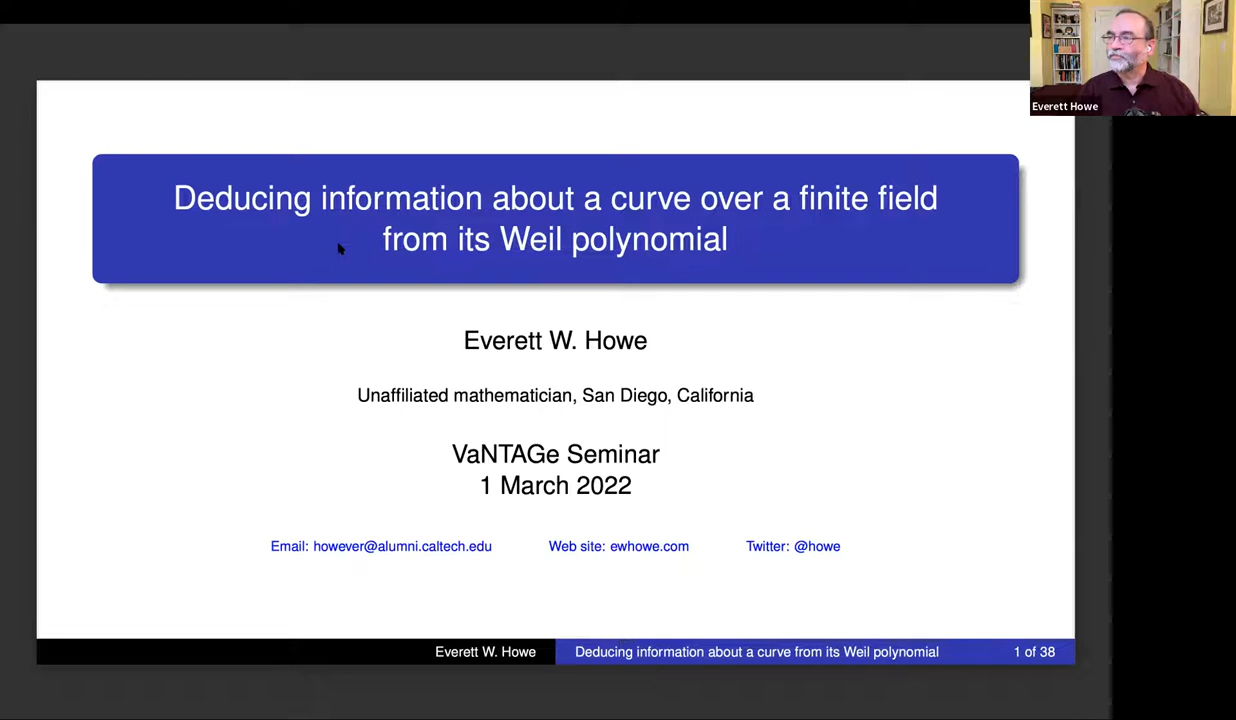 Everett Howe
Deducing information about a curve over a finite field
from its Weil polynomial
Everett W. Howe
Unaffiliated mathematician, San Diego, California
VaNTAGe Seminar
1 March 2022
Email: however@alumni.caltech.edu Web site: ewhowe.com Twitter: @howe
Everett W. Howe Deducing information about a curve from its Weil polynomial 1 of 38